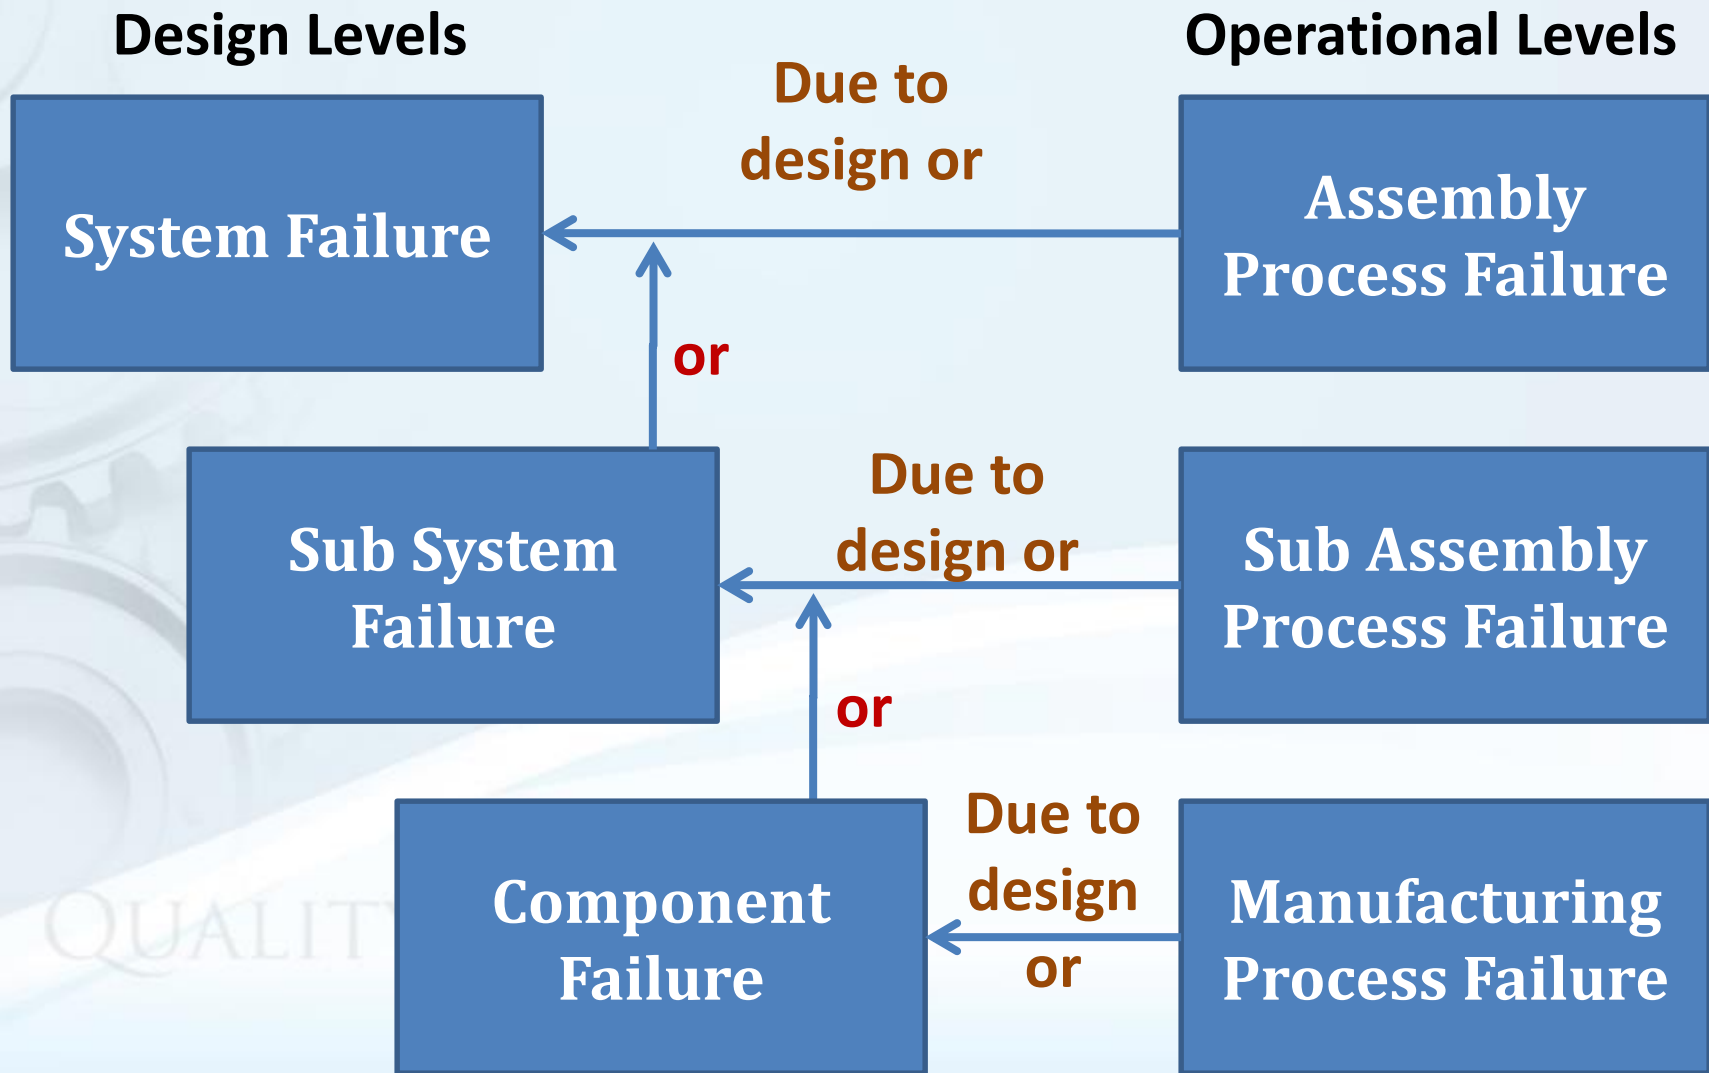 Design Levels
Operational Levels
Due to
design or
System Failure
Assembly
Process Failure
or
Sub System
Failure
Due to
design or
Sub Assembly
Process Failure
or
Component
Failure
Due to
design
or
Manufacturing
Process Failure
QUALITY